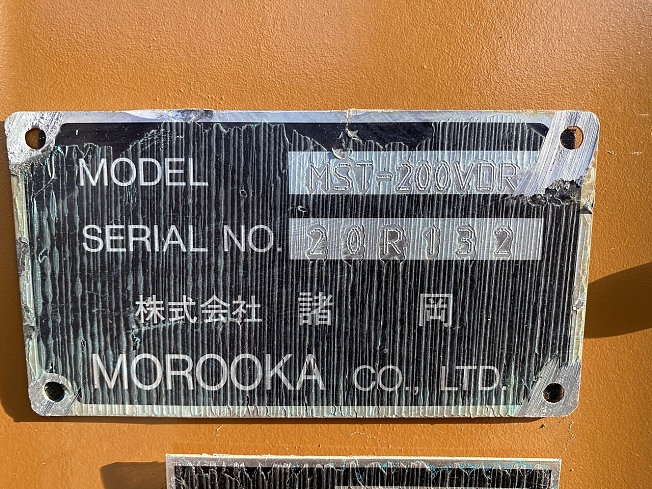 MODEL MST-200VDR
SERIAL NO. 20R132
株式会社 諸 岡
MOROOKA CO., LTD.